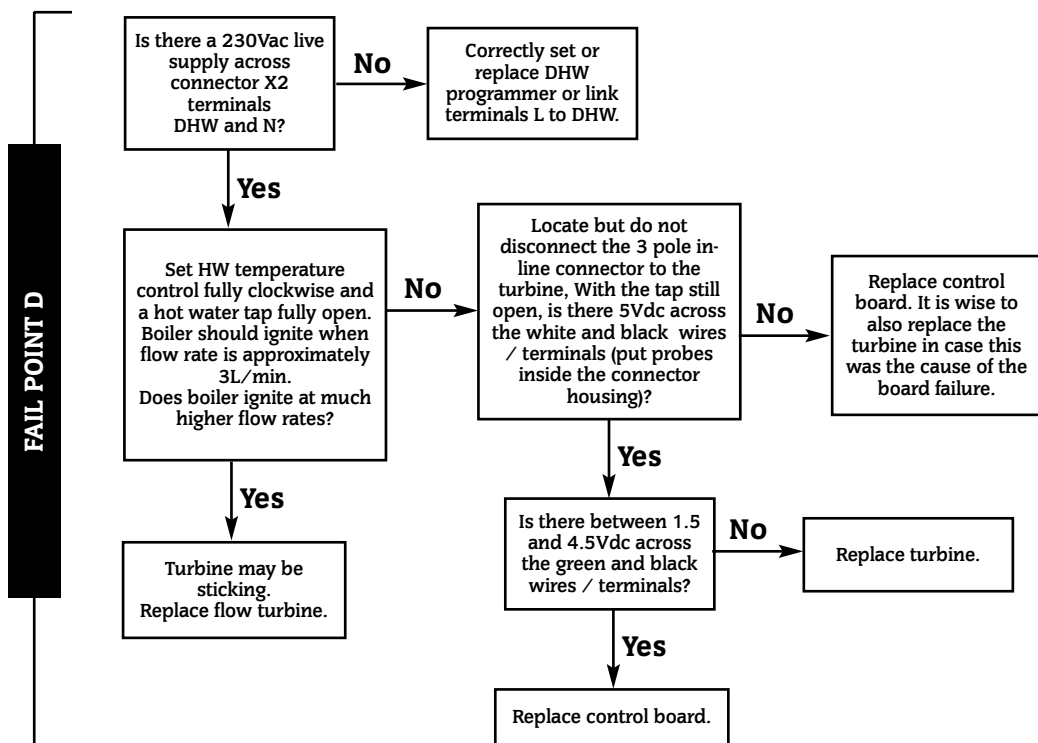 FAIL POINT D
Is there a 230Vac live
supply across
connector X2
terminals
DHW and N?
No
Correctly set or
replace DHW
programmer or link
terminals L to DHW.
Yes
Set HW temperature
control fully clockwise and
a hot water tap fully open.
Boiler should ignite when
flow rate is approximately
3L/min.
Does boiler ignite at much
higher flow rates?
No
Locate but do not
disconnect the 3 pole in-
line connector to the
turbine, With the tap still
open, is there 5Vdc across
the white and black wires
/ terminals (put probes
inside the connector
housing)?
No
Replace control
board. It is wise to
also replace the
turbine in case this
was the cause of the
board failure.
Yes
Turbine may be
sticking.
Replace flow turbine.
Yes
Is there between 1.5
and 4.5Vdc across
the green and black
wires / terminals?
No
Replace turbine.
Yes
Replace control board.